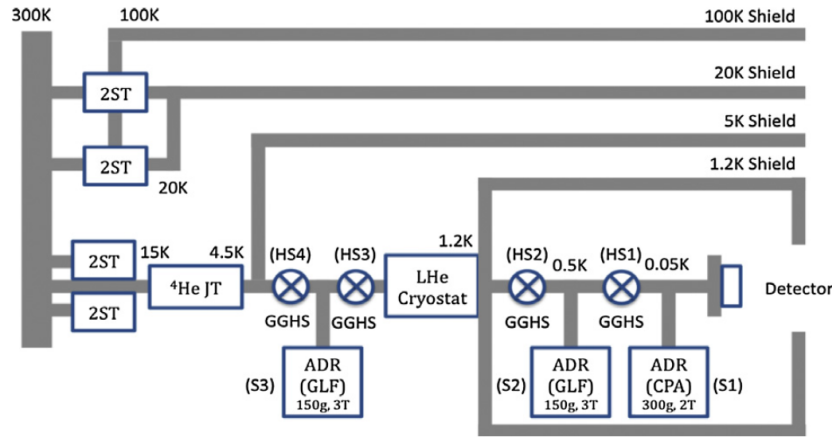 300K
100K
100K Shield
2ST
20K Shield
5K Shield
2ST
1.2K Shield
20K
2ST
15K
4.5K
(HS4)
(HS3)
1.2K
(HS2)
0.5K
(HS1)
0.05K
⁴He JT
LHe
Cryostat
Detector
2ST
GGHS
GGHS
GGHS
GGHS
(S3)
ADR
(GLF)
150g, 3T
(S2)
ADR
(GLF)
150g, 3T
ADR
(CPA)
300g, 2T
(S1)